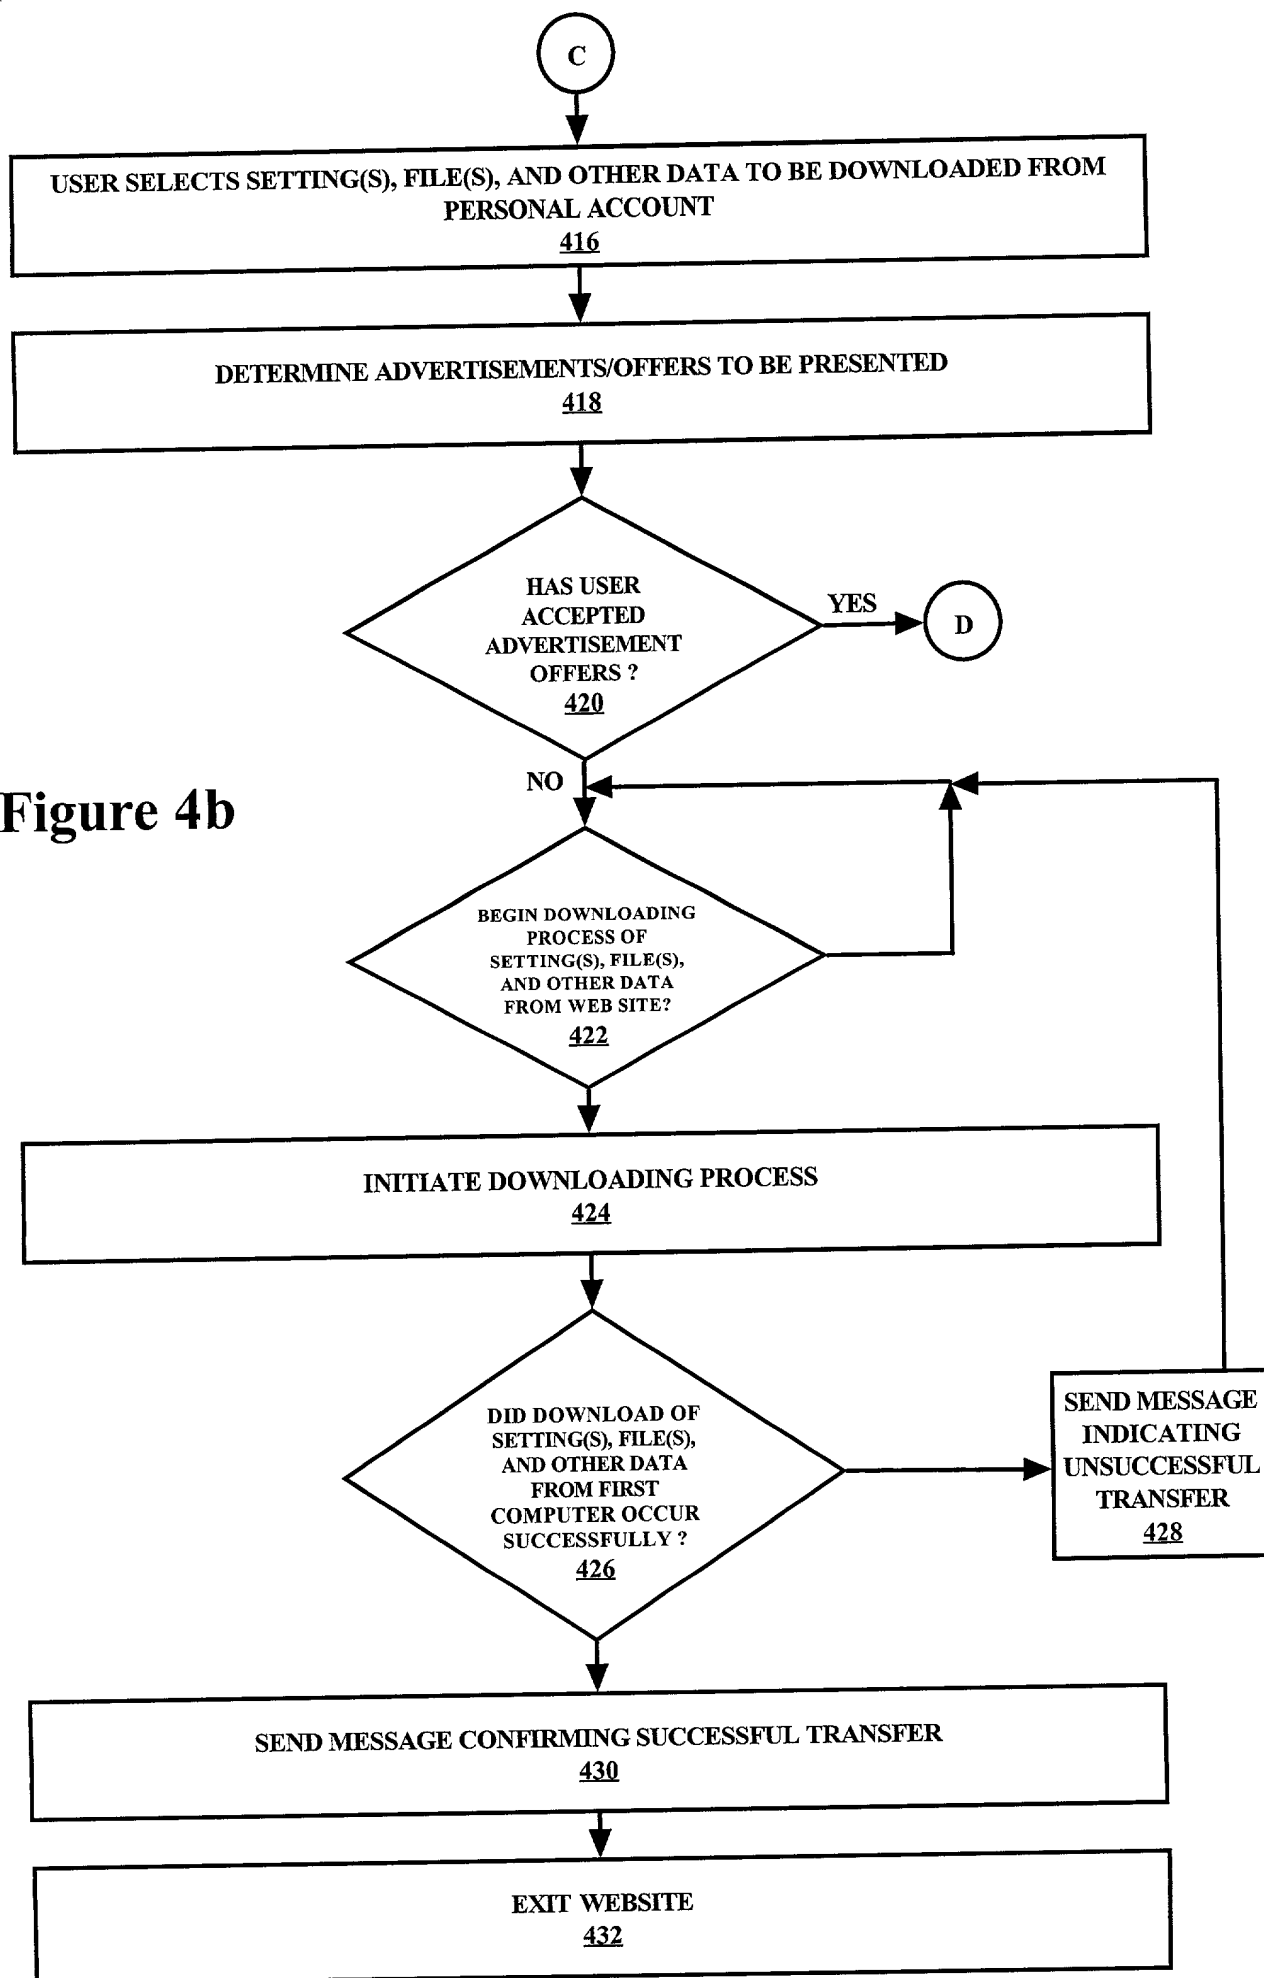 C
USER SELECTS SETTING(S), FILE(S), AND OTHER DATA TO BE DOWNLOADED FROM
PERSONAL ACCOUNT
416
DETERMINE ADVERTISEMENTS/OFFERS TO BE PRESENTED
418
HAS USER
ACCEPTED
ADVERTISEMENT
OFFERS ?
420
YES
D
NO
Figure 4b
BEGIN DOWNLOADING
PROCESS OF
SETTING(S), FILE(S),
AND OTHER DATA
FROM WEB SITE?
422
INITIATE DOWNLOADING PROCESS
424
DID DOWNLOAD OF
SETTING(S), FILE(S),
AND OTHER DATA
FROM FIRST
COMPUTER OCCUR
SUCCESSFULLY ?
426
SEND MESSAGE
INDICATING
UNSUCCESSFUL
TRANSFER
428
SEND MESSAGE CONFIRMING SUCCESSFUL TRANSFER
430
EXIT WEBSITE
432